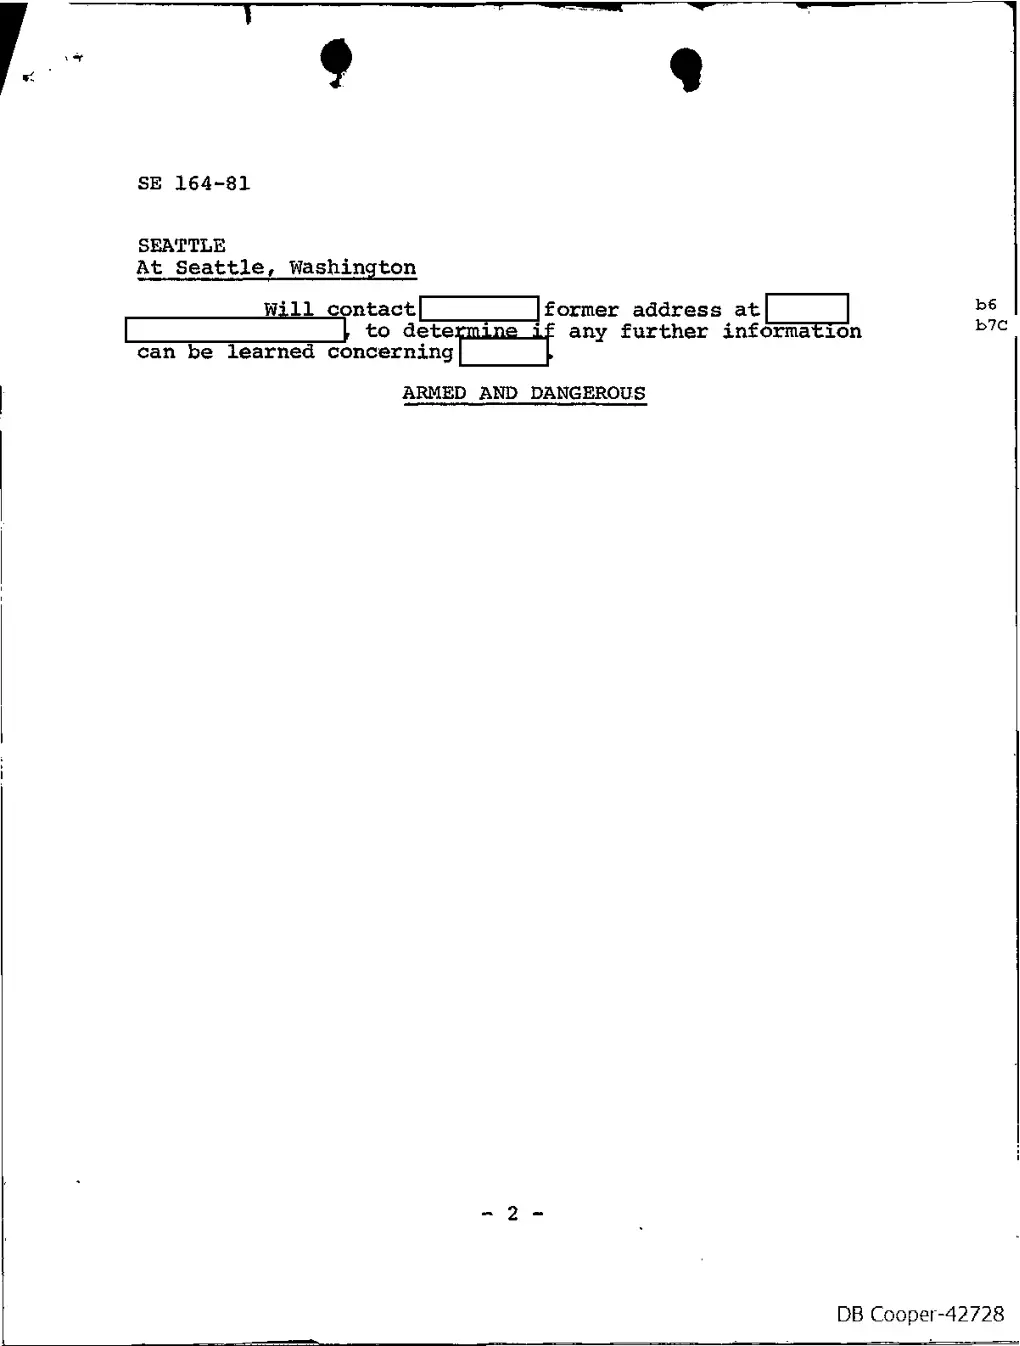 SE 164-81
SEATTLE
At Seattle, Washington
Will contact former address at b6
, to determine if any further information b7C
can be learned concerning .
ARMED AND DANGEROUS
- 2 -
DB Cooper-42728